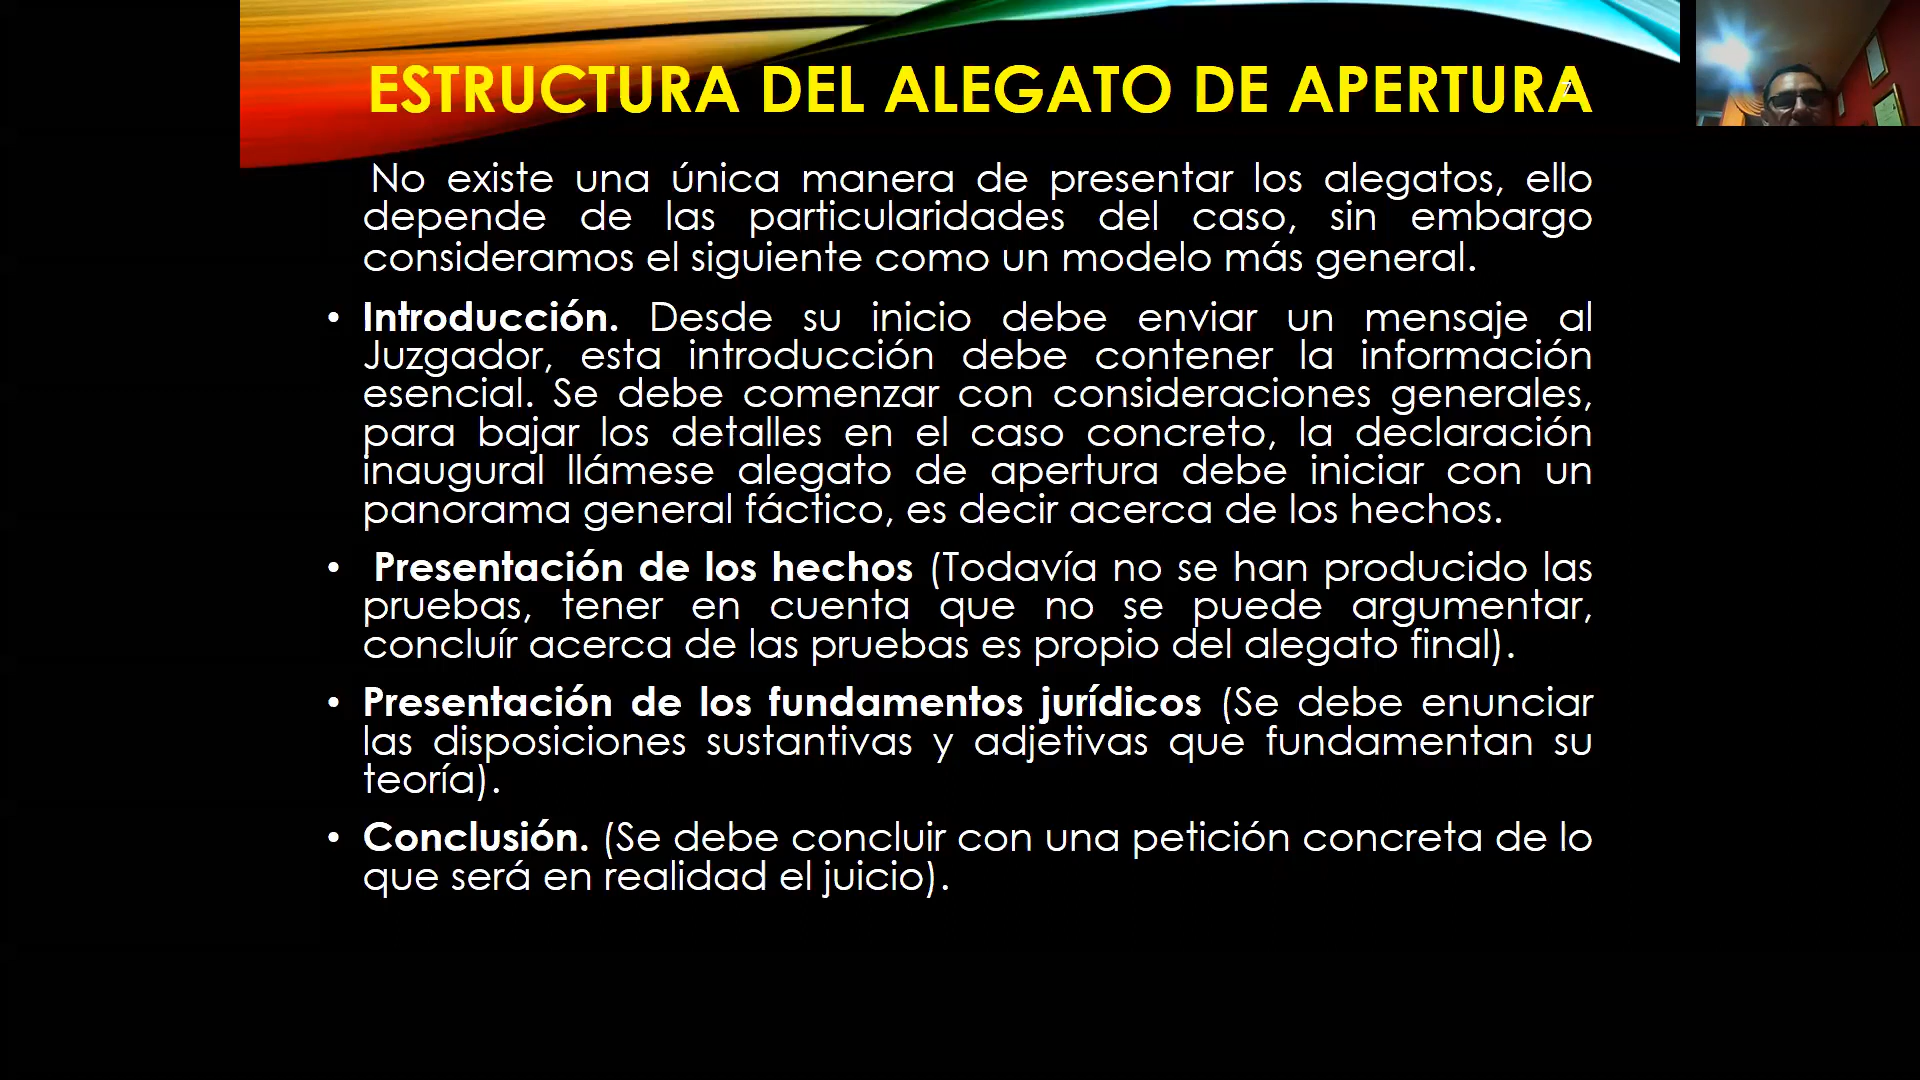 ESTRUCTURA DEL ALEGATO DE APERTURA
No existe una única manera de presentar los alegatos, ello
depende de las particularidades del caso, sin embargo
consideramos el siguiente como un modelo más general.
• Introducción. Desde su inicio debe enviar un mensaje al
Juzgador, esta introducción debe contener la información
esencial. Se debe comenzar con consideraciones generales,
para bajar los detalles en el caso concreto, la declaración
inaugural llámese alegato de apertura debe iniciar con un
panorama general fáctico, es decir acerca de los hechos.
• Presentación de los hechos (Todavía no se han producido las
pruebas, tener en cuenta que no se puede argumentar,
concluír acerca de las pruebas es propio del alegato final).
• Presentación de los fundamentos jurídicos (Se debe enunciar
las disposiciones sustantivas y adjetivas que fundamentan su
teoría).
• Conclusión. (Se debe concluir con una petición concreta de lo
que será en realidad el juicio).